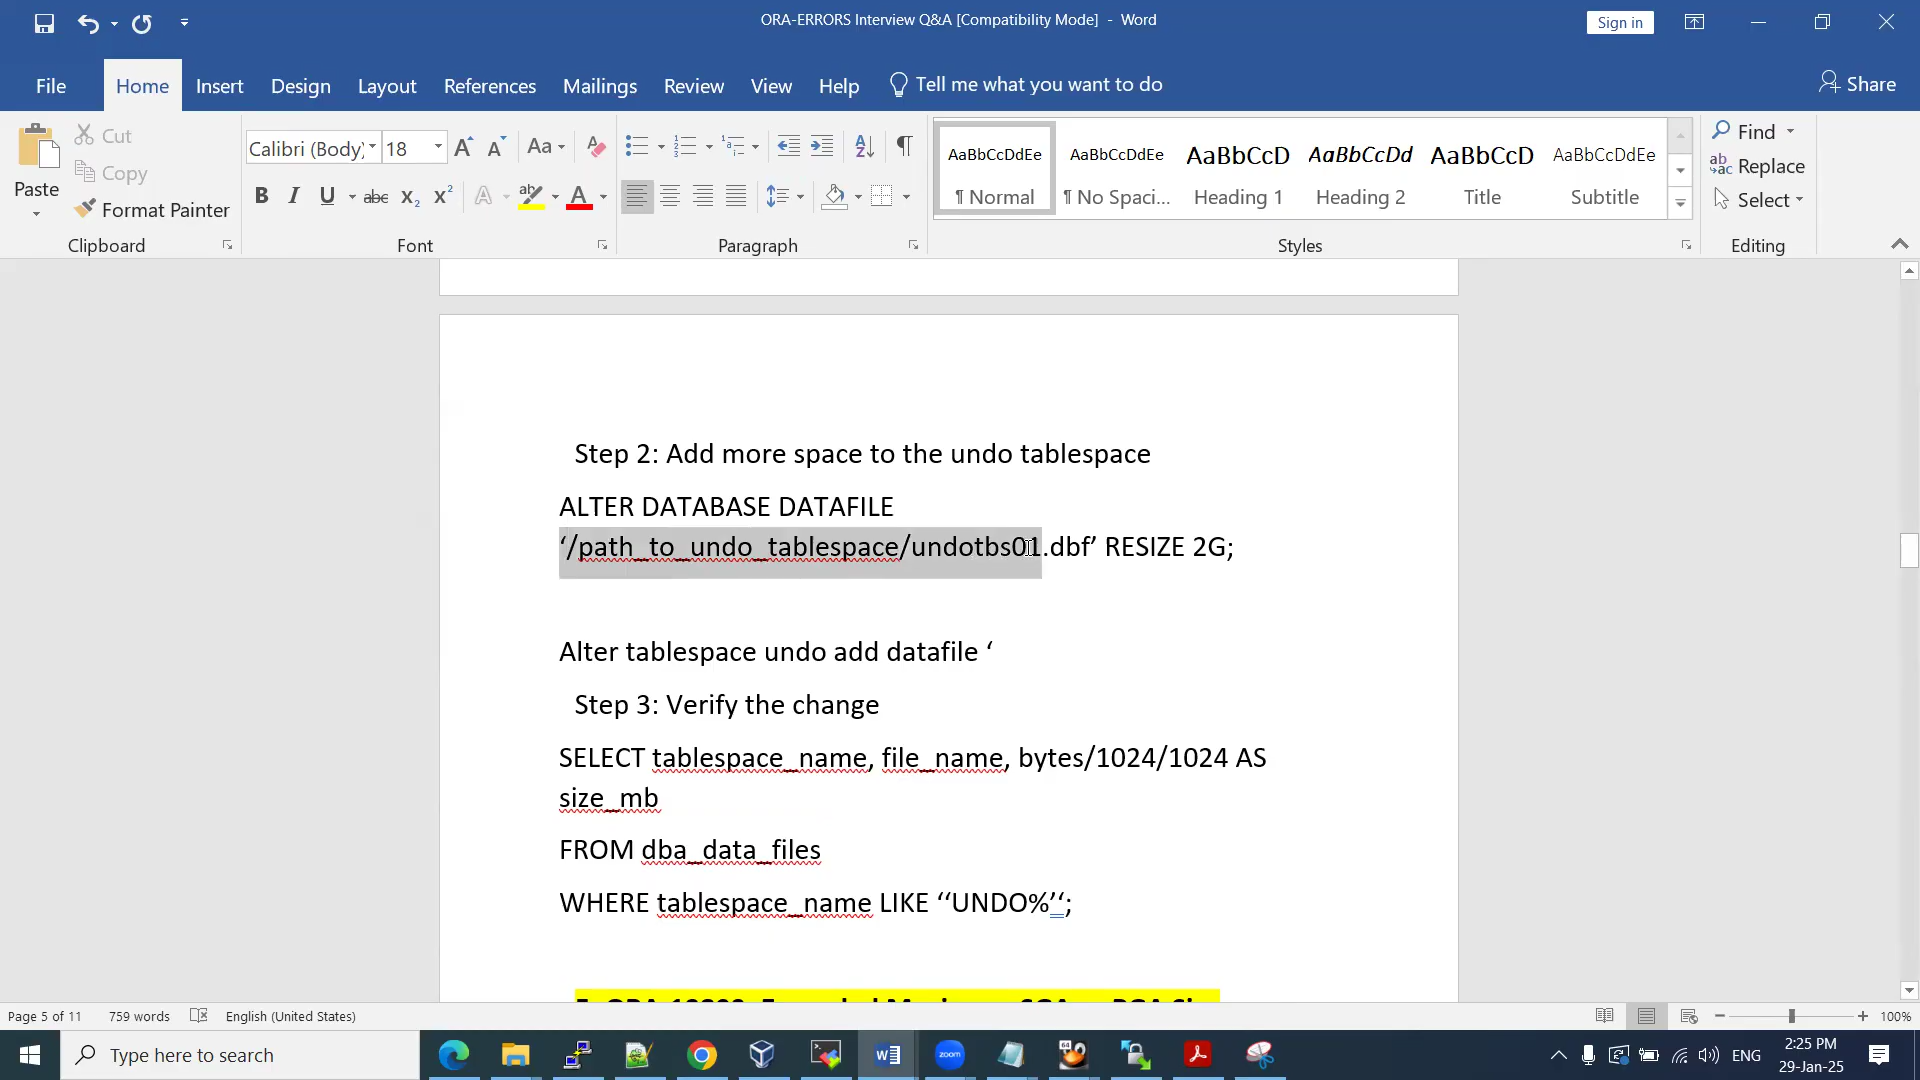 ORA-ERRORS Interview Q&A [Compatibility Mode] - Word
Sign in
File
Home
Insert
Design
Layout
References
Mailings
Review
View
Help
Tell me what you want to do
Share
Paste
Cut
Copy
Format Painter
Clipboard
Calibri (Body)
18
Font
Paragraph
AaBbCcDdEe
¶ Normal
AaBbCcDdEe
¶ No Spaci...
AaBbCcD
Heading 1
AaBbCcDd
Heading 2
AaBbCcD
Title
AaBbCcDdEe
Subtitle
Styles
Find
Replace
Select
Editing
Step 2: Add more space to the undo tablespace
ALTER DATABASE DATAFILE
‘/path_to_undo_tablespace/undotbs01.dbf’ RESIZE 2G;
Alter tablespace undo add datafile ‘
Step 3: Verify the change
SELECT tablespace_name, file_name, bytes/1024/1024 AS
size_mb
FROM dba_data_files
WHERE tablespace_name LIKE ‘‘UNDO%’‘;
Page 5 of 11
759 words
English (United States)
100%
Type here to search
zoom
ENG
2:25 PM
29-Jan-25